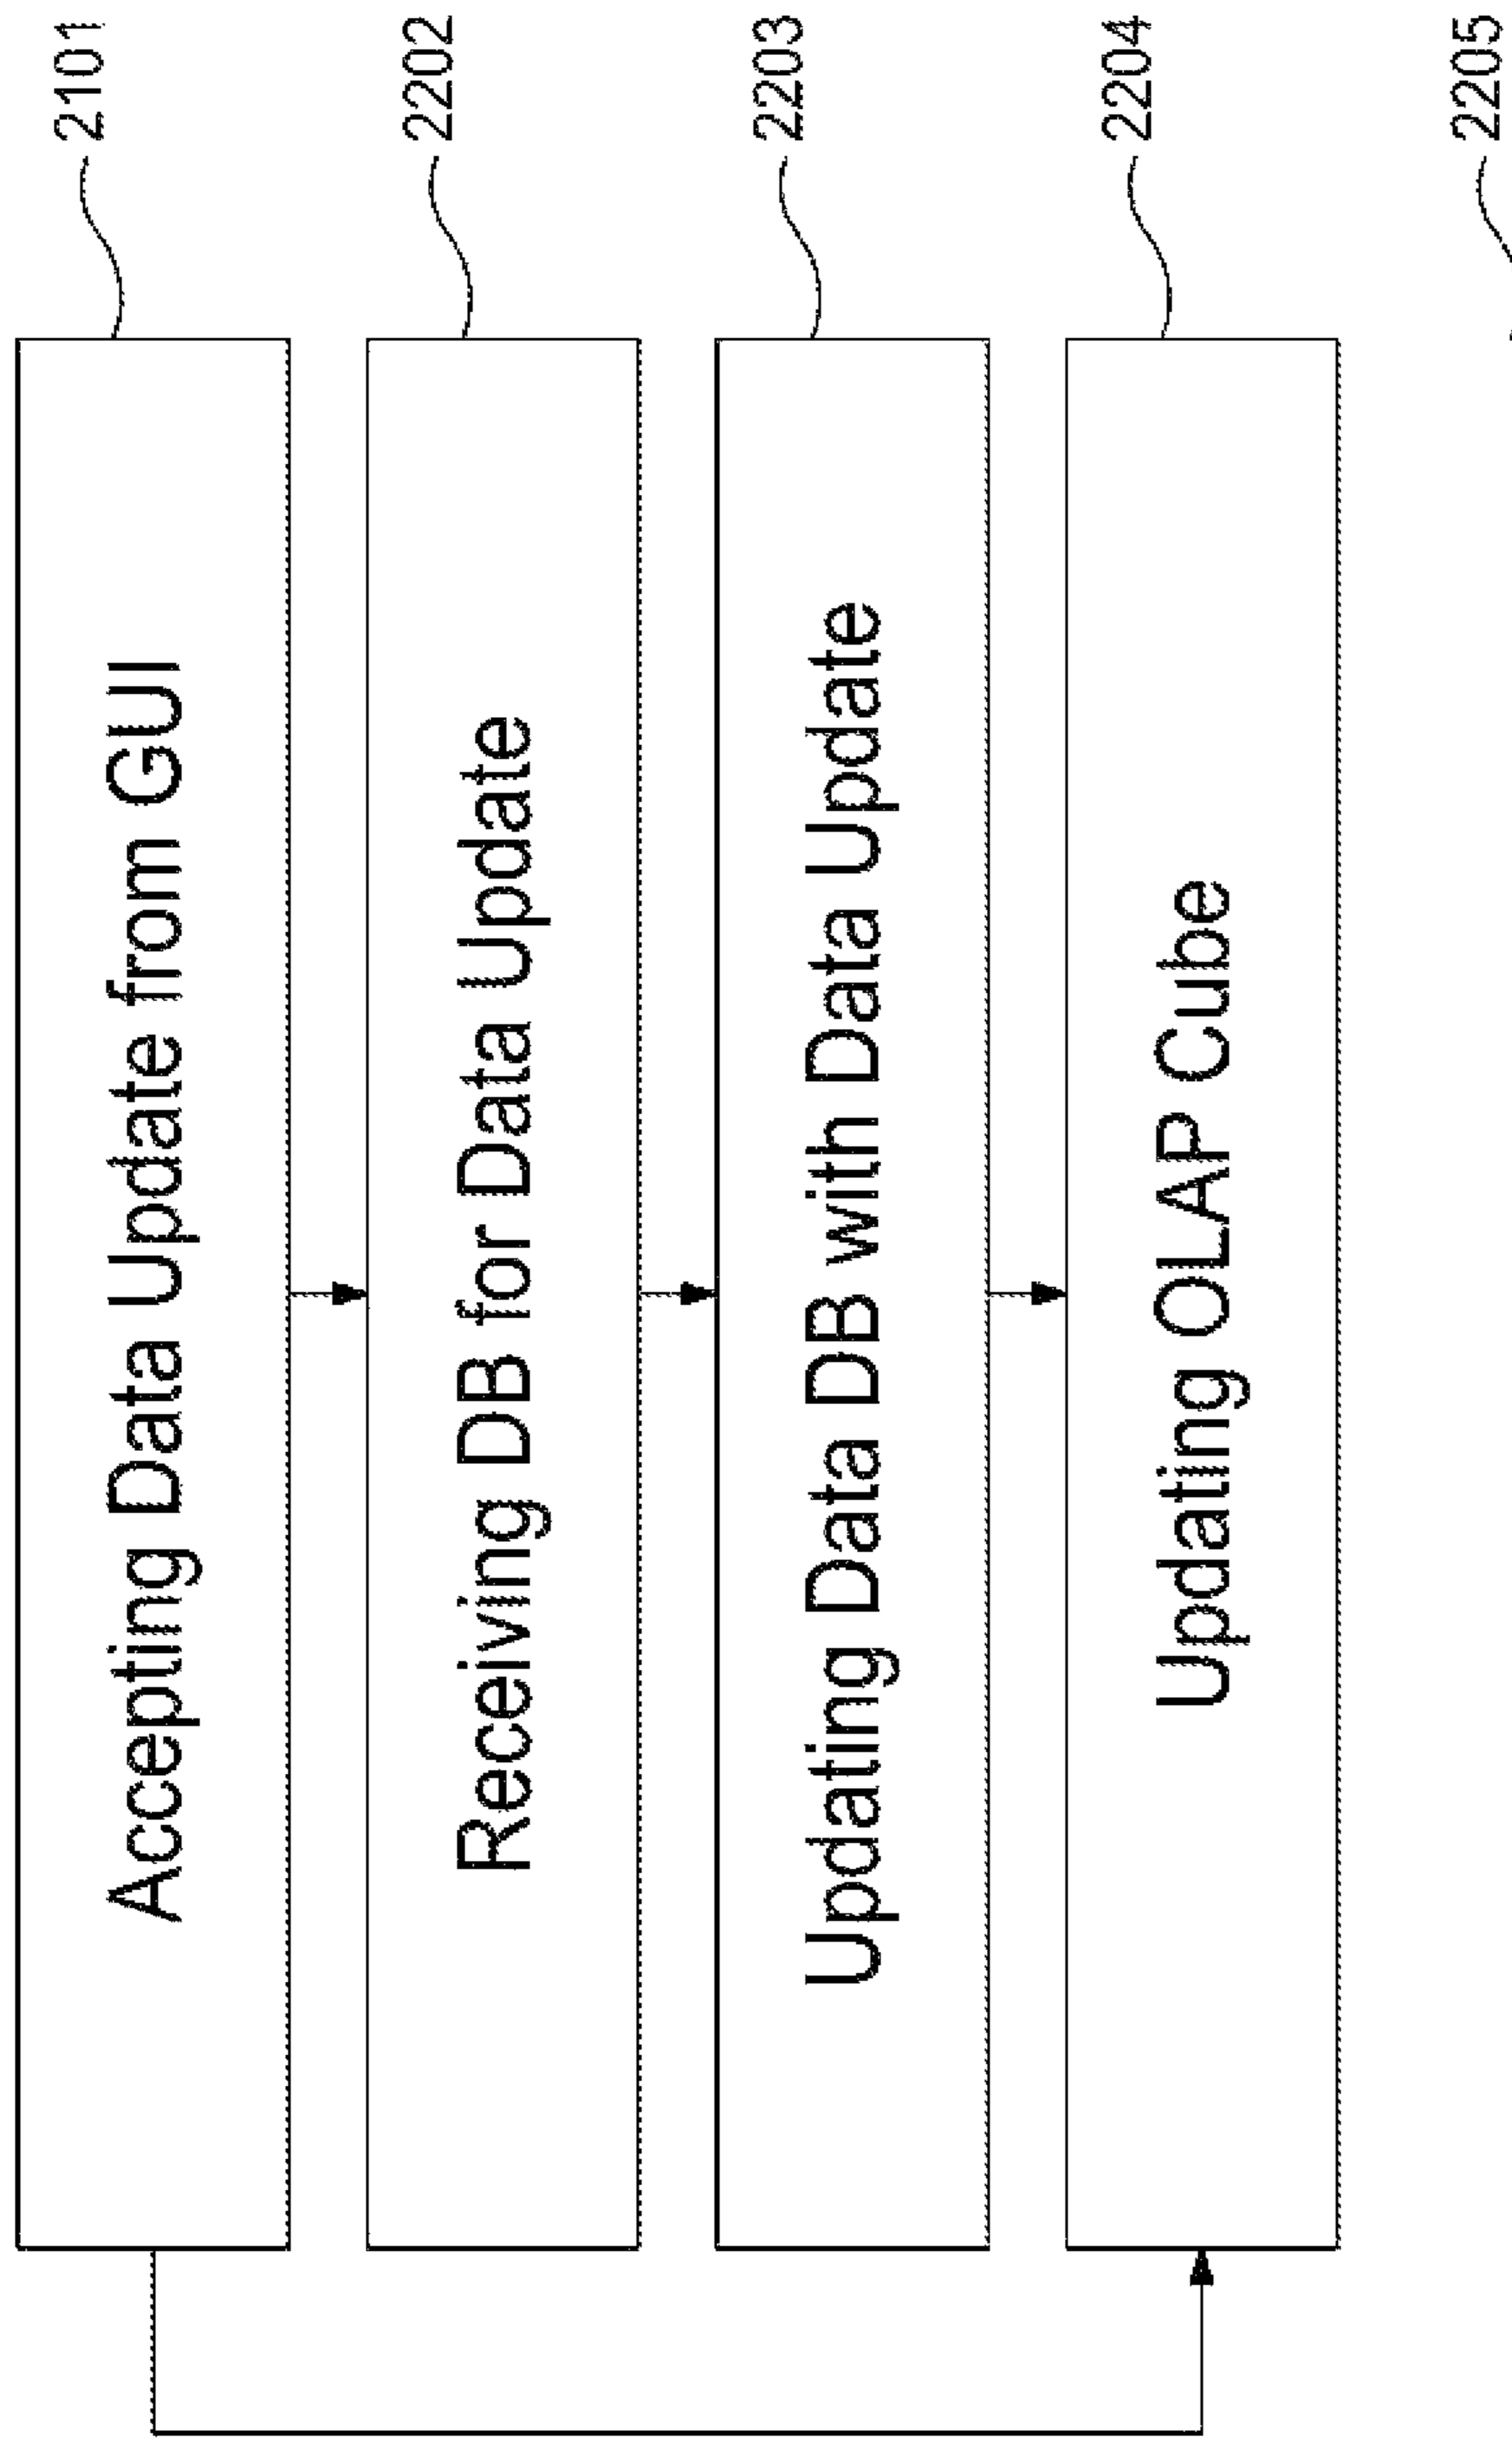 Accepting Data Update from GUI
2101
Receiving DB for Data Update
2202
Updating Data DB with Data Update
2203
Updating OLAP Cube
2204
2205